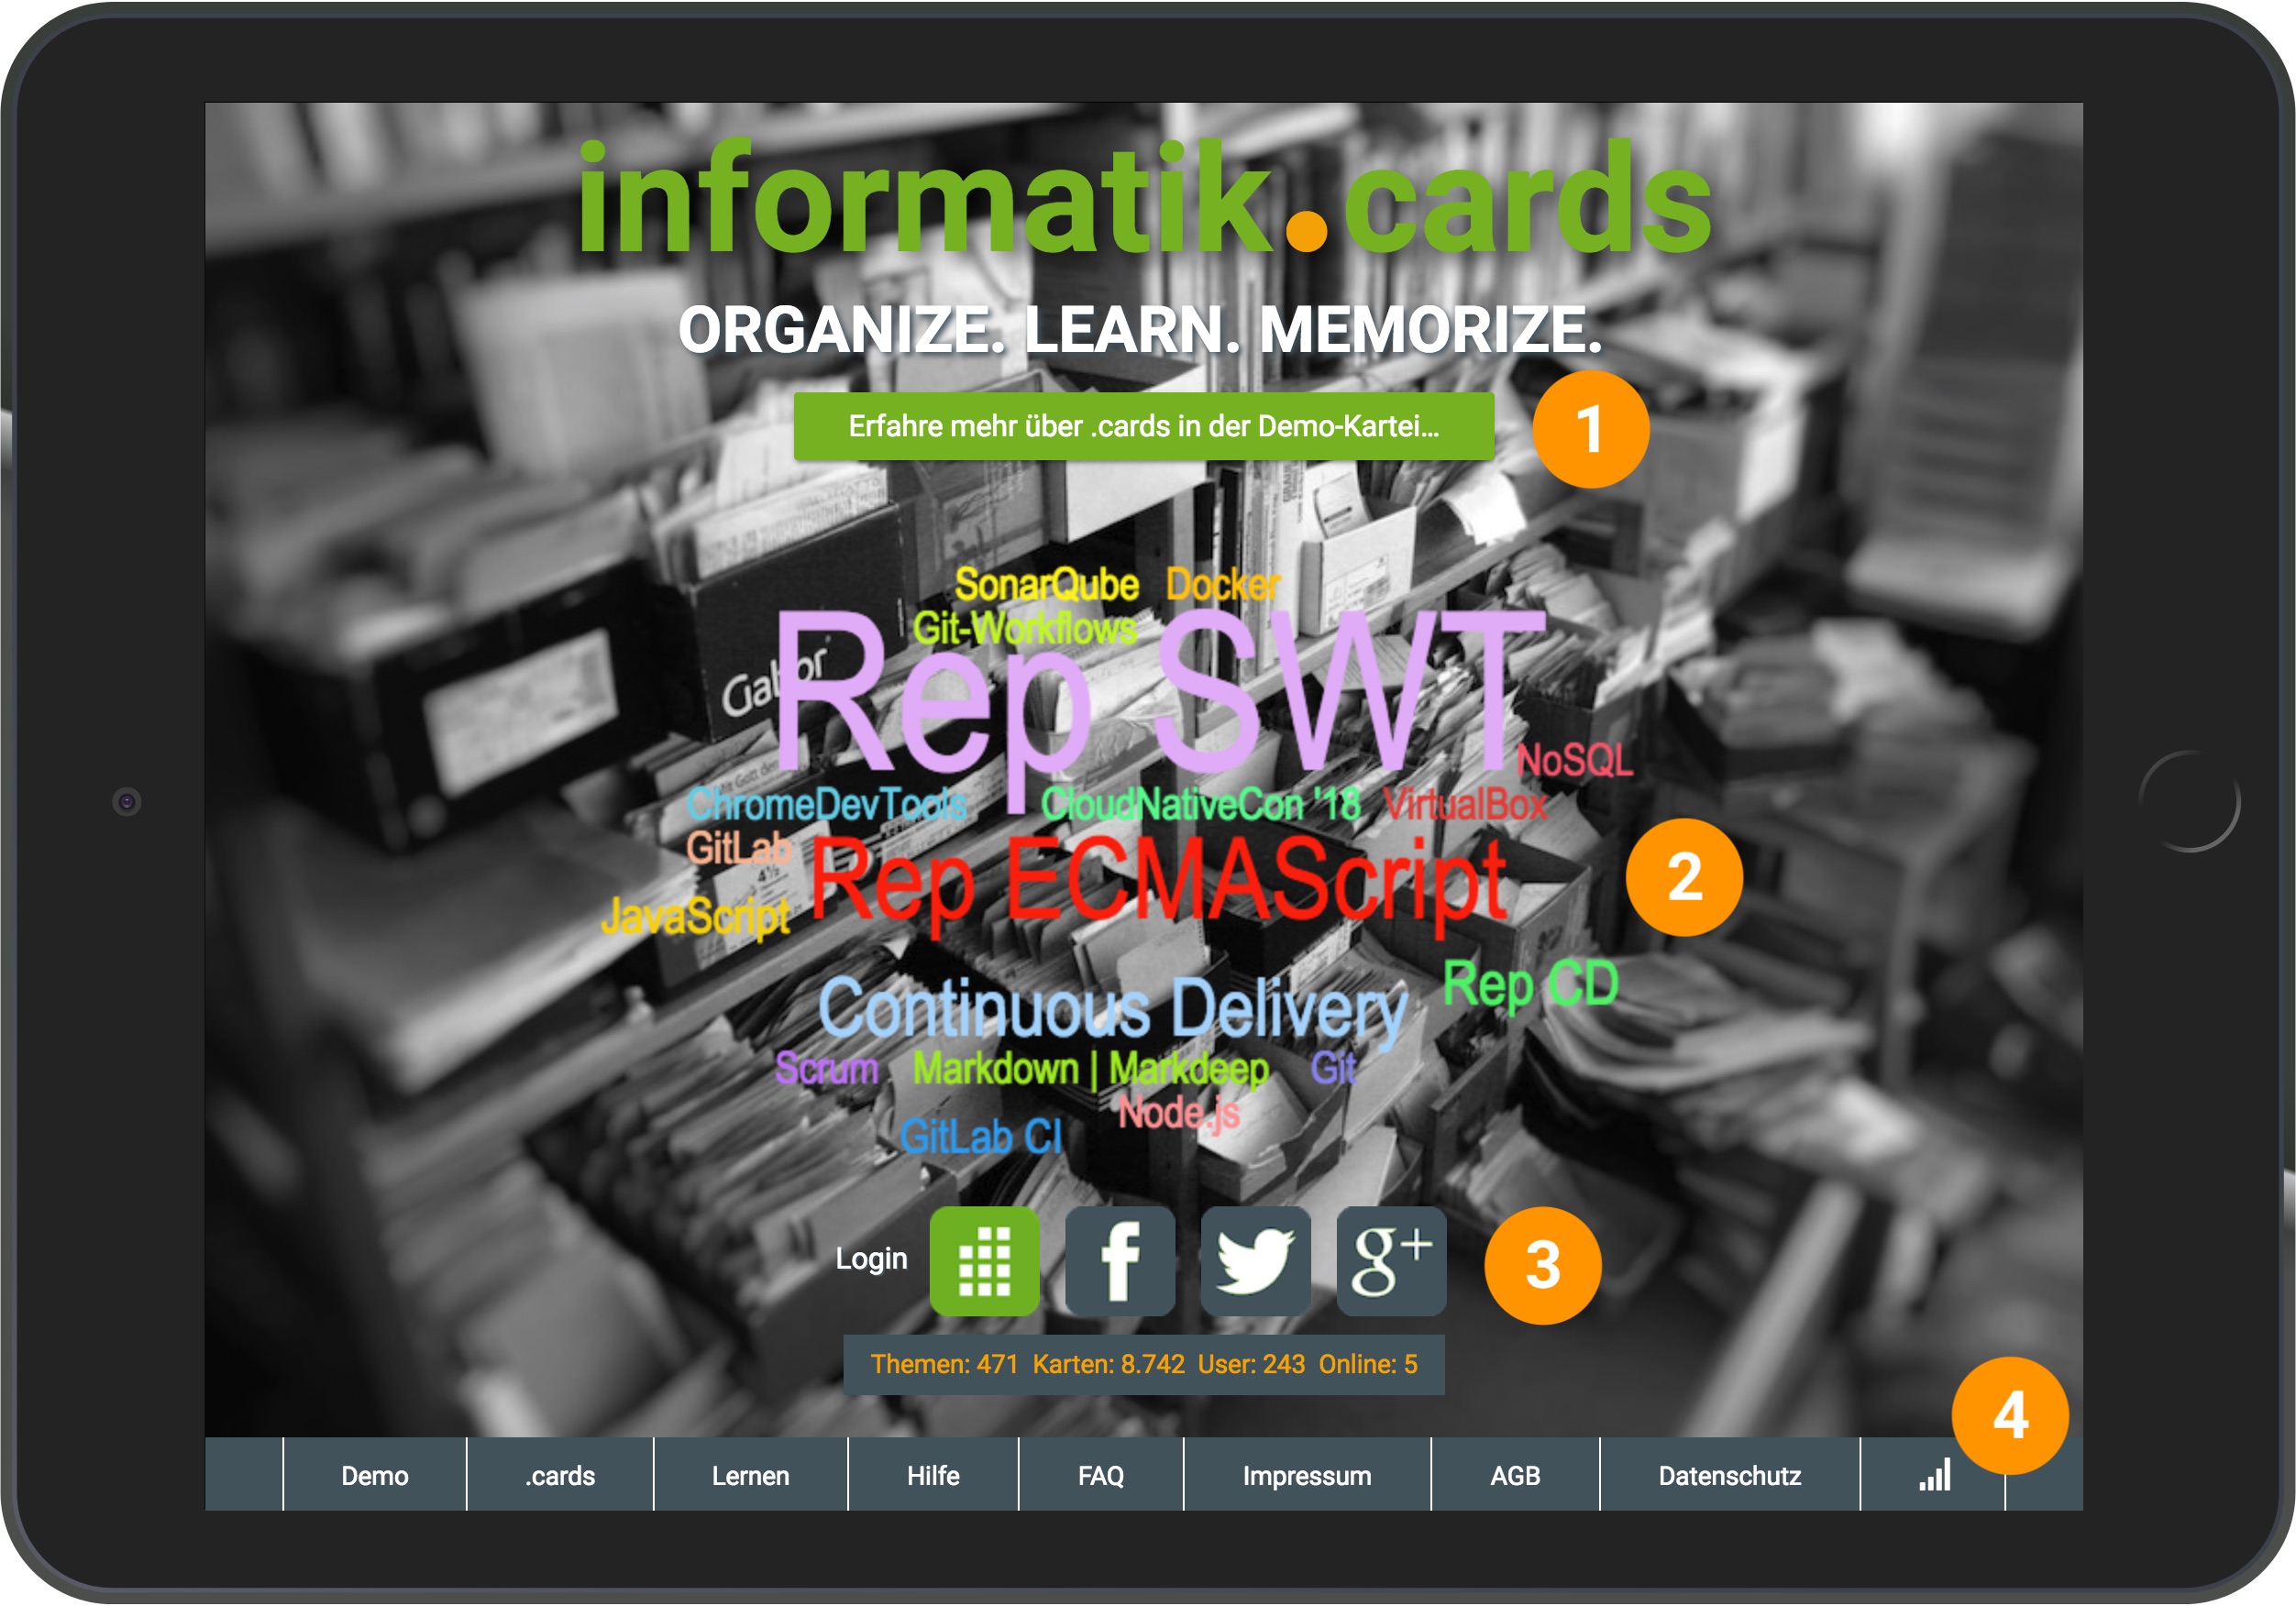 informatik.cards
ORGANIZE. LEARN. MEMORIZE.
Erfahre mehr über .cards in der Demo-Kartei...
1
SonarQube Docker
Git-Workflows
Rep SWT
Gabor
NoSQL
ChromeDevTools CloudNativeCon '18 VirtualBox
GitLab
Rep ECMAScript
2
JavaScript
Rep CD
Continuous Delivery
Scrum Markdown | Markdeep Git
Node.js
GitLab CI
Login
f
g+
3
Themen: 471 Karten: 8.742 User: 243 Online: 5
4
Demo .cards Lernen Hilfe FAQ Impressum AGB Datenschutz